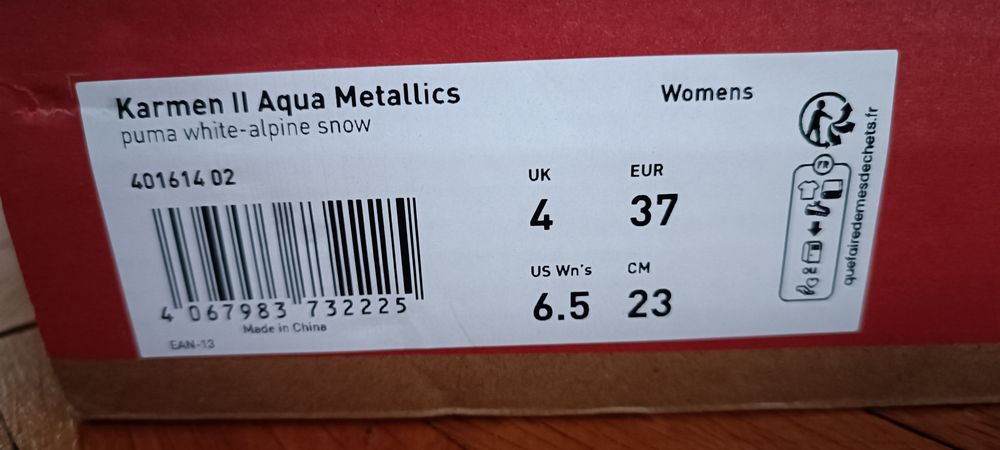 Karmen II Aqua Metallics
puma white-alpine snow
Womens
401614 02
UK
4
EUR
37
US Wn's
6.5
CM
23
4 067983 732225
Made in China
EAN-13
FR
quefairedemesdechets.fr